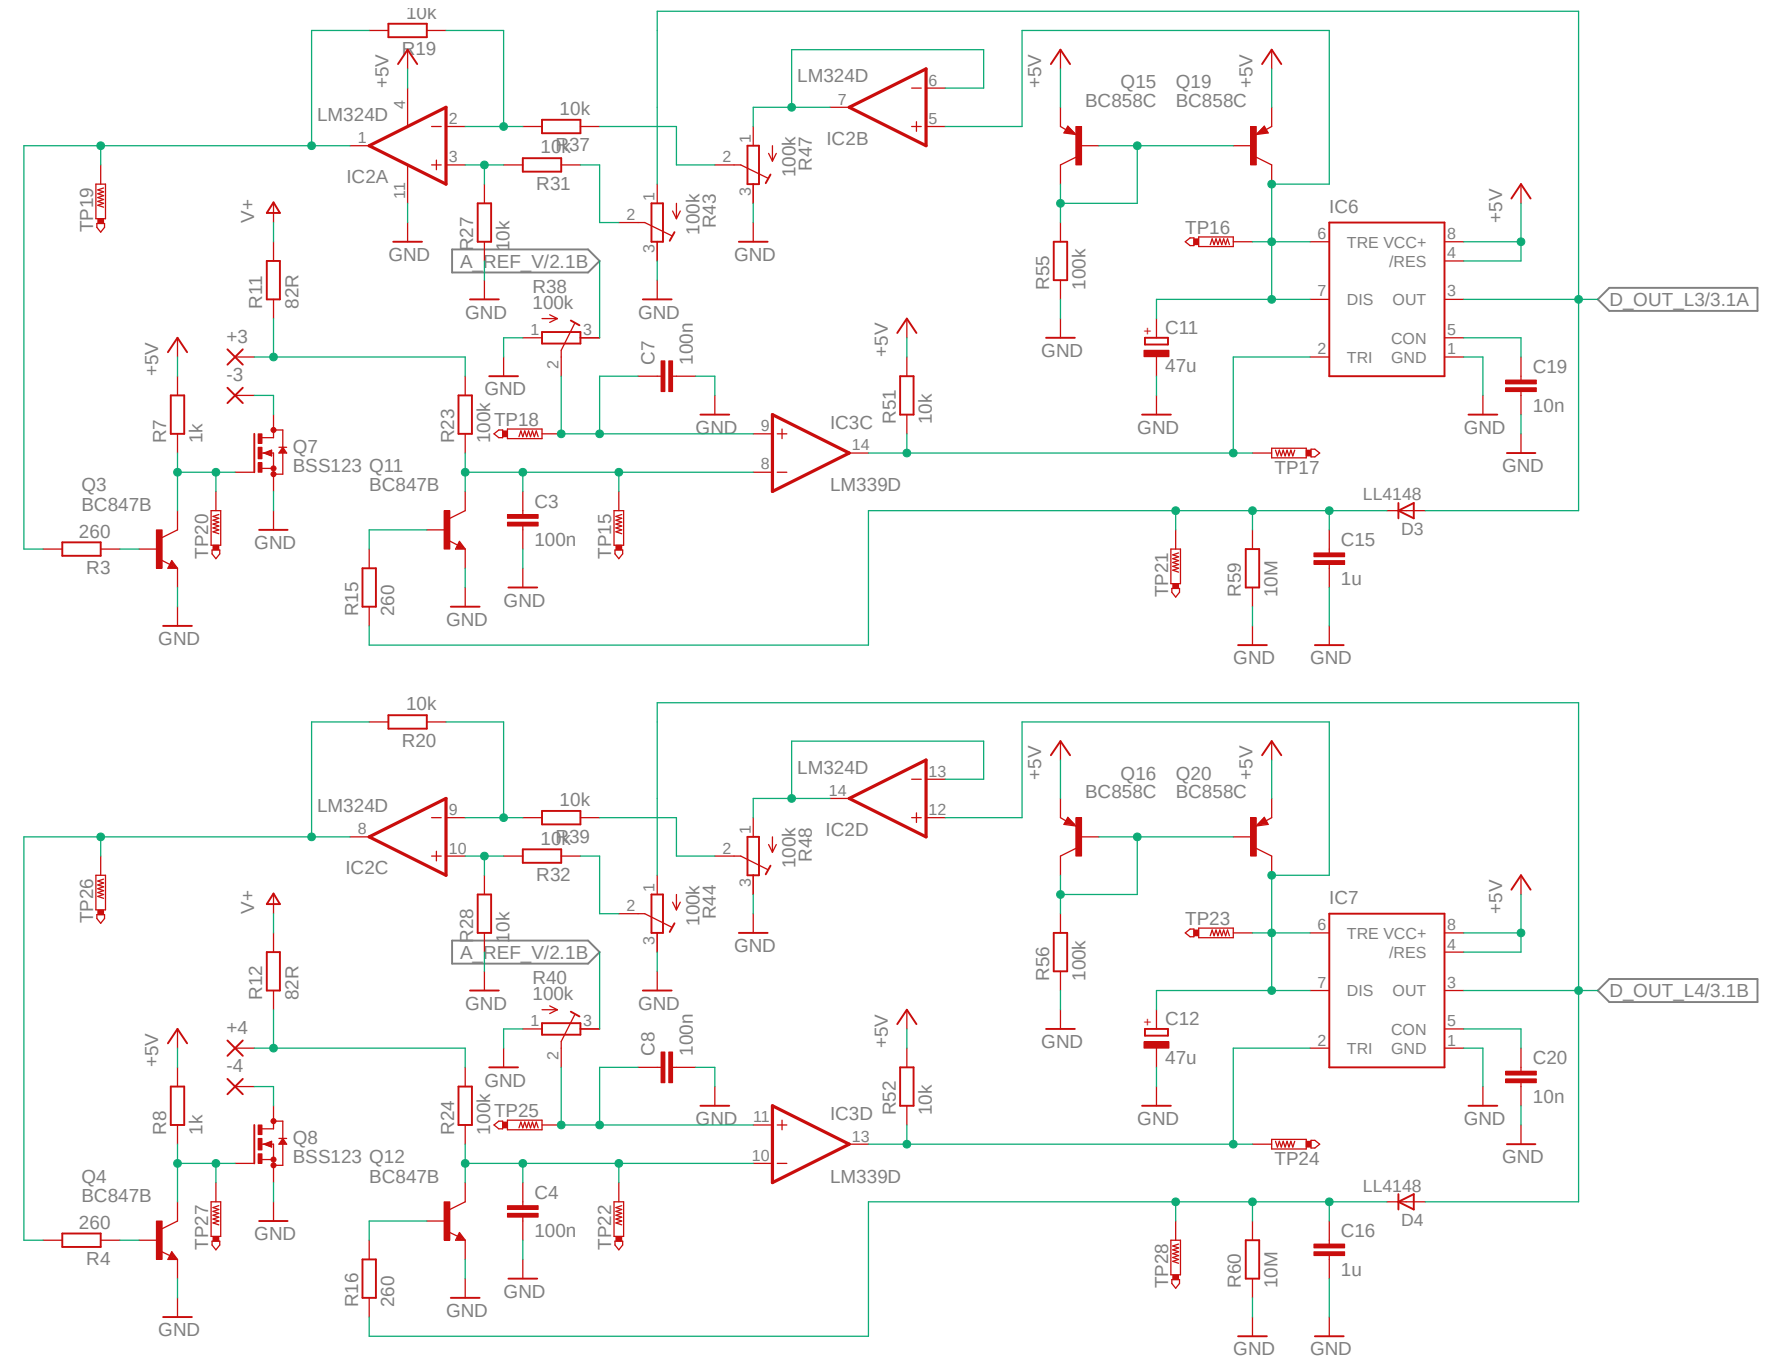 10k
R19
+5V
4
LM324D
1
2
3
11
IC2A
GND
10k
R37
10k
R31
R27
10k
GND
A_REF_V/2.1B
TP19
V+
R11
82R
+3
-3
+5V
R7
1k
Q7
BSS123
GND
Q3
BC847B
260
R3
TP20
GND
LM324D
7
6
5
IC2B
1
2
3
100k
R47
GND
1
2
3
100k
R43
GND
R38
100k
1
3
2
GND
C7
100n
GND
R23
100k
TP18
Q11
BC847B
R15
260
GND
C3
100n
GND
TP15
9
8
14
IC3C
LM339D
+5V
R51
10k
TP17
+5V
Q15
BC858C
Q19
BC858C
+5V
R55
100k
GND
TP16
C11
47u
GND
IC6
6
7
2
TRE
VCC+
/RES
DIS
OUT
CON
TRI
GND
8
4
3
5
1
+5V
GND
C19
10n
GND
D_OUT_L3/3.1A
LL4148
D3
TP21
R59
10M
GND
C15
1u
GND
10k
R20
LM324D
8
9
10
IC2C
10k
R39
10k
R32
R28
10k
GND
A_REF_V/2.1B
TP26
V+
R12
82R
+4
-4
+5V
R8
1k
Q8
BSS123
GND
Q4
BC847B
260
R4
TP27
GND
LM324D
14
13
12
IC2D
1
2
3
100k
R48
GND
1
2
3
100k
R44
GND
R40
100k
1
3
2
GND
C8
100n
GND
R24
100k
TP25
Q12
BC847B
R16
260
GND
C4
100n
GND
TP22
11
10
13
IC3D
LM339D
+5V
R52
10k
TP24
+5V
Q16
BC858C
Q20
BC858C
+5V
R56
100k
GND
TP23
C12
47u
GND
IC7
6
7
2
TRE
VCC+
/RES
DIS
OUT
CON
TRI
GND
8
4
3
5
1
+5V
GND
C20
10n
GND
D_OUT_L4/3.1B
LL4148
D4
TP28
R60
10M
GND
C16
1u
GND